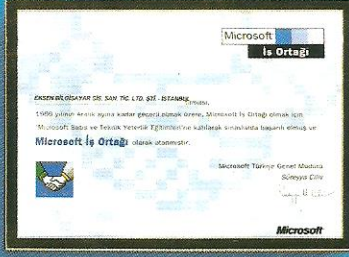 Microsoft
İş Ortağı
EKSEN BİLGİSAYAR SİS. SAN. TİC. LTD. ŞTİ. - İSTANBUL firması,
1999 yılının Aralık ayına kadar geçerli olmak üzere, Microsoft İş Ortağı olmak için
"Microsoft Satış ve Teknik Yeterlik Eğitimleri'ne katılarak sınavlarda başarılı olmuş ve
Microsoft İş Ortağı olarak atanmıştır.
Microsoft Türkiye Genel Müdürü
Süreyya Ciliv
Microsoft